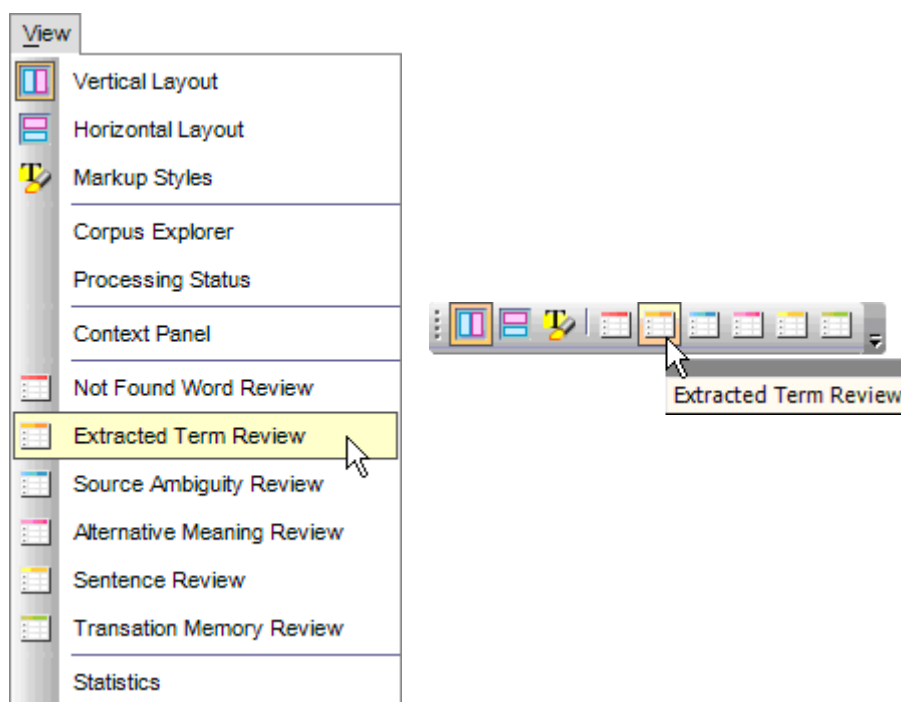 View
Vertical Layout
Horizontal Layout
Markup Styles
Corpus Explorer
Processing Status
Context Panel
Not Found Word Review
Extracted Term Review
Source Ambiguity Review
Alternative Meaning Review
Sentence Review
Transation Memory Review
Statistics
T
T
Extracted Term Review